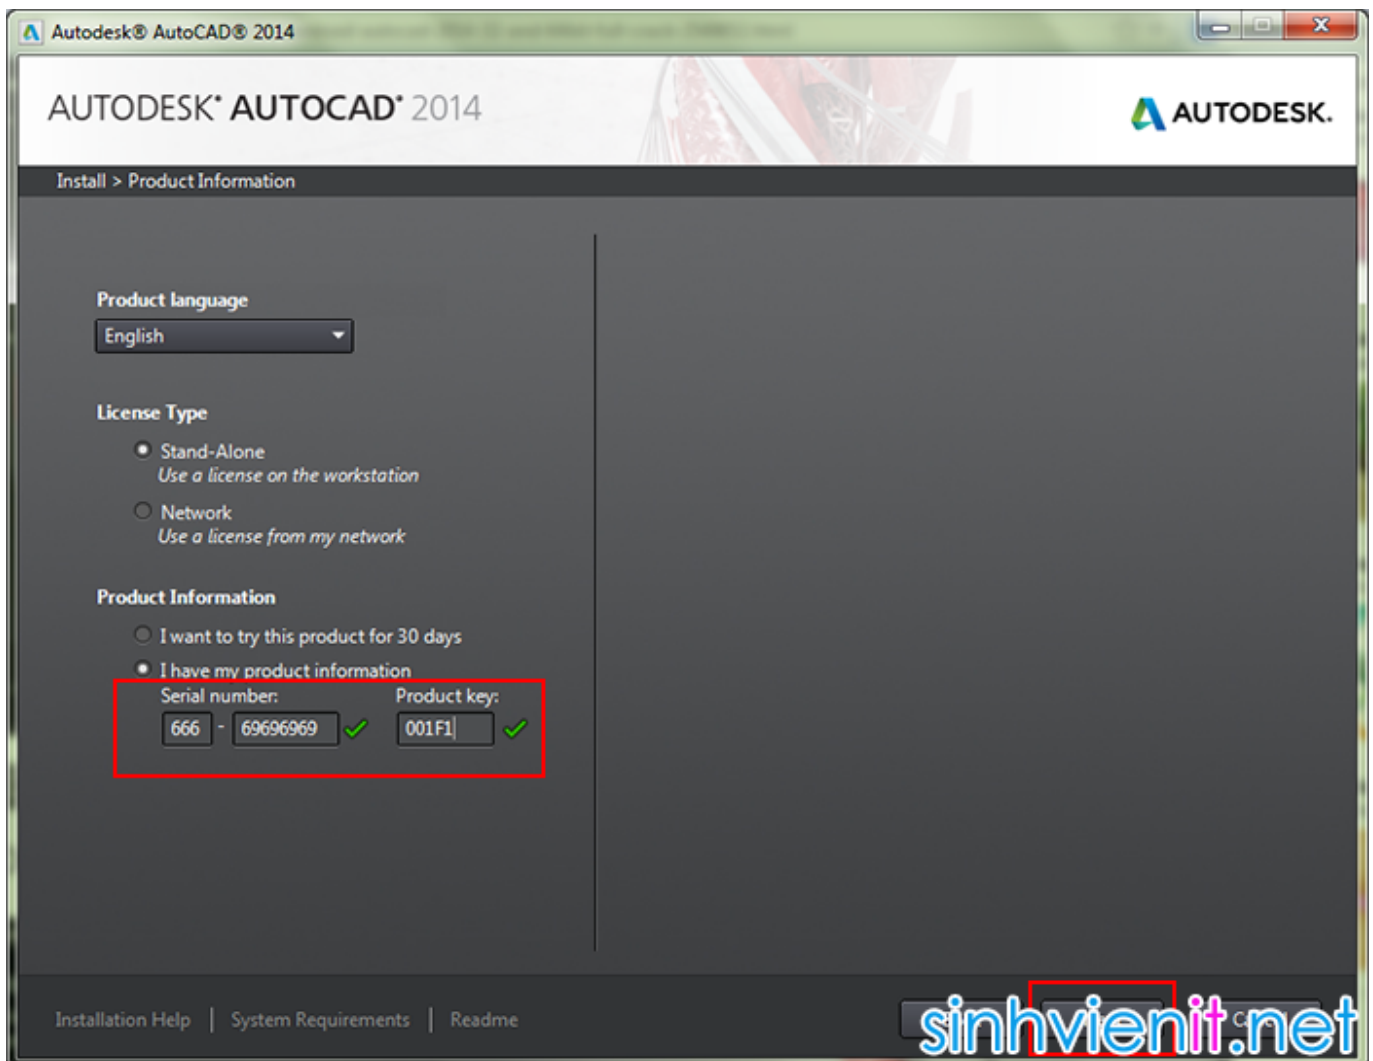 Autodesk® AutoCAD® 2014
AUTODESK® AUTOCAD® 2014
AUTODESK.
Install > Product Information
Product language
English
License Type
Stand-Alone
Use a license on the workstation
Network
Use a license from my network
Product Information
I want to try this product for 30 days
I have my product information
Serial number: Product key:
666 - 69696969 001F1
Installation Help | System Requirements | Readme
sinhvienit.net